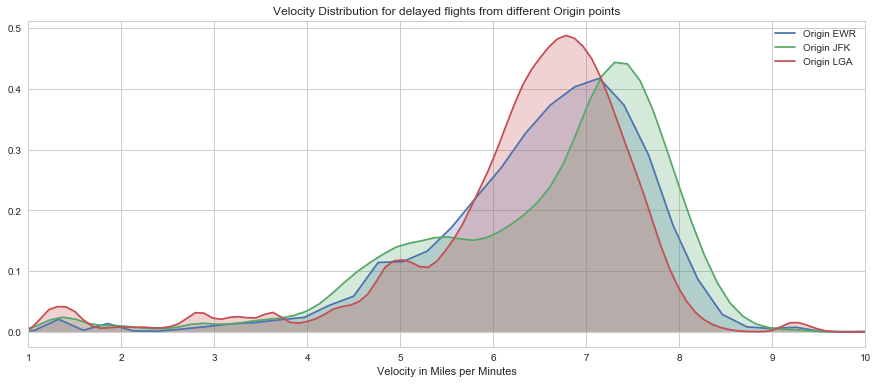 Velocity Distribution for delayed flights from different Origin points
0.5
0.4
0.3
0.2
0.1
0.0
Origin EWR
Origin JFK
Origin LGA
1 2 3 4 5 6 7 8 9 10
Velocity in Miles per Minutes